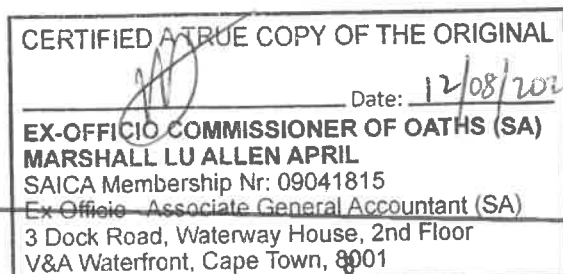 CERTIFIED A TRUE COPY OF THE ORIGINAL
Date: 12/08/202
EX-OFFICIO COMMISSIONER OF OATHS (SA)
MARSHALL LU ALLEN APRIL
SAICA Membership Nr: 09041815
Ex Officio - Associate General Accountant (SA)
3 Dock Road, Waterway House, 2nd Floor
V&A Waterfront, Cape Town, 8001